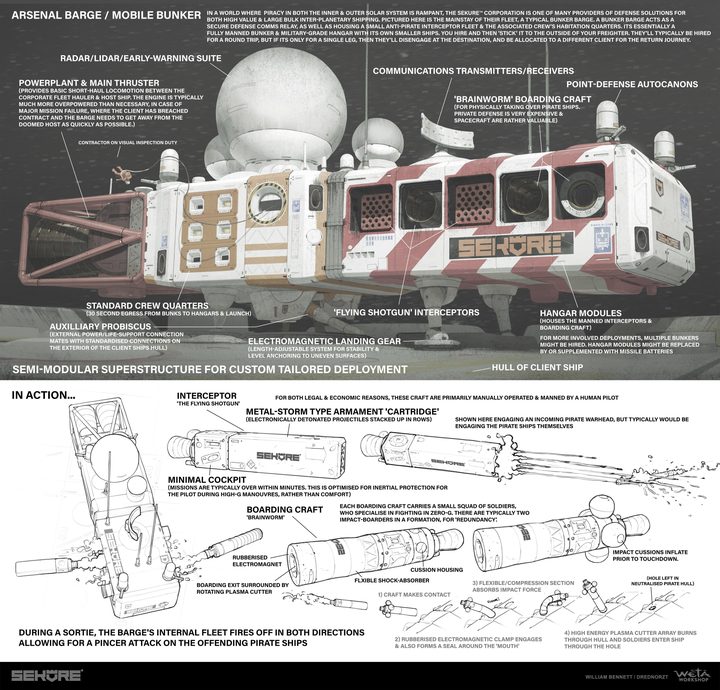 ARSENAL BARGE / MOBILE BUNKER
IN A WORLD WHERE PIRACY IN BOTH THE INNER & OUTER SOLAR SYSTEM IS RAMPANT. THE SEKURE™ CORPORATION IS ONE OF MANY PROVIDERS OF DEFENSE SOLUTIONS FOR
BOTH HIGH VALUE & LARGE BULK INTER-PLANETARY SHIPPING. PICTURED HERE IS THE MAINSTAY OF THEIR FLEET, A TYPICAL BUNKER BARGE. A BUNKER BARGE ACTS AS A
SECURE DEFENSE COMMS RELAY, AS WELL AS HOUSING A SMALL ANTI-PIRATE INTERCEPTOR FLEET & THE ASSOCIATED CREW'S HABITATION QUARTERS. ITS ESSENTIALLY A
FULLY MANNED BUNKER & MILITARY-GRADE HANGAR WITH ITS OWN SMALLER SHIPS. YOU HIRE AND THEN 'STICK' IT TO THE OUTSIDE OF YOUR FREIGHTER. THEY'LL TYPICALLY BE HIRED
FOR A ROUND TRIP, BUT IF ITS ONLY FOR A SINGLE LEG, THEN THEY'LL DISENGAGE AT THE DESTINATION, AND BE ALLOCATED TO A DIFFERENT CLIENT FOR THE RETURN JOURNEY.
RADAR/LIDAR/EARLY-WARNING SUITE
COMMUNICATIONS TRANSMITTERS/RECEIVERS
POWERPLANT & MAIN THRUSTER
(PROVIDES BASIC SHORT-HAUL LOCOMOTION BETWEEN THE
CORPORATE FLEET HAULER & HOST SHIP. THE ENGINE IS TYPICALLY
MUCH MORE OVERPOWERED THAN NECESSARY, IN CASE OF
MAJOR MISSION FAILURE, WHERE THE CLIENT HAS BREACHED
CONTRACT AND THE BARGE NEEDS TO GET AWAY FROM THE
DOOMED HOST AS QUICKLY AS POSSIBLE.)
POINT-DEFENSE AUTOCANONS
'BRAINWORM' BOARDING CRAFT
(FOR PHYSICALLY TAKING OVER PIRATE SHIPS.
PRIVATE DEFENSE IS VERY EXPENSIVE &
SPACECRAFT ARE RATHER VALUABLE)
CONTRACTOR ON VISUAL INSPECTION DUTY
SEKURE
STANDARD CREW QUARTERS
(30 SECOND EGRESS FROM BUNKS TO HANGARS & LAUNCH)
'FLYING SHOTGUN' INTERCEPTORS
HANGAR MODULES
(HOUSES THE MANNED INTERCEPTORS &
BOARDING CRAFT)
AUXILLIARY PROBISCUS
(EXTERNAL POWER/LIFE-SUPPORT CONNECTION
MATES WITH STANDARDISED CONNECTIONS ON
THE EXTERIOR OF THE CLIENT SHIPS HULL)
ELECTROMAGNETIC LANDING GEAR
(LENGTH-ADJUSTABLE SYSTEM FOR STABILITY &
LEVEL ANCHORING TO UNEVEN SURFACES)
FOR MORE INVOLVED DEPLOYMENTS, MULTIPLE BUNKERS
MIGHT BE HIRED. HANGAR MODULES MIGHT BE REPLACED
BY OR SUPPLEMENTED WITH MISSILE BATTERIES
SEMI-MODULAR SUPERSTRUCTURE FOR CUSTOM TAILORED DEPLOYMENT
HULL OF CLIENT SHIP
IN ACTION...
INTERCEPTOR
'THE FLYING SHOTGUN'
FOR BOTH LEGAL & ECONOMIC REASONS, THESE CRAFT ARE PRIMARILY MANUALLY OPERATED & MANNED BY A HUMAN PILOT
METAL-STORM TYPE ARMAMENT 'CARTRIDGE'
(ELECTRONICALLY DETONATED PROJECTILES STACKED UP IN ROWS)
SHOWN HERE ENGAGING AN INCOMING PIRATE WARHEAD, BUT TYPICALLY WOULD BE
ENGAGING THE PIRATE SHIPS THEMSELVES
SEKURE
SEKURE
MINIMAL COCKPIT
(MISSIONS ARE TYPICALLY OVER WITHIN MINUTES. THIS IS OPTIMISED FOR INERTIAL PROTECTION FOR
THE PILOT DURING HIGH-G MANOUVRES, RATHER THAN COMFORT)
BOARDING CRAFT
'BRAINWORM'
EACH BOARDING CRAFT CARRIES A SMALL SQUAD OF SOLDIERS,
WHO SPECIALISE IN FIGHTING IN ZERO-G. THERE ARE TYPICALLY TWO
IMPACT-BOARDERS IN A FORMATION, FOR 'REDUNDANCY'.
RUBBERISED
ELECTROMAGNET
CUSSION HOUSING
IMPACT CUSSIONS INFLATE
PRIOR TO TOUCHDOWN.
BOARDING EXIT SURROUNDED BY
ROTATING PLASMA CUTTER
FLXIBLE SHOCK-ABSORBER
(HOLE LEFT IN
NEUTRALISED PIRATE HULL)
1) CRAFT MAKES CONTACT
3) FLEXIBLE/COMPRESSION SECTION
ABSORBS IMPACT FORCE
DURING A SORTIE, THE BARGE'S INTERNAL FLEET FIRES OFF IN BOTH DIRECTIONS
ALLOWING FOR A PINCER ATTACK ON THE OFFENDING PIRATE SHIPS
2) RUBBERISED ELECTROMAGNETIC CLAMP ENGAGES
& ALSO FORMS A SEAL AROUND THE 'MOUTH'
4) HIGH ENERGY PLASMA CUTTER ARRAY BURNS
THROUGH HULL AND SOLDIERS ENTER SHIP
THROUGH THE HOLE
SEKURE
WILLIAM BENNETT | DREDNORZT
WETA
WORKSHOP